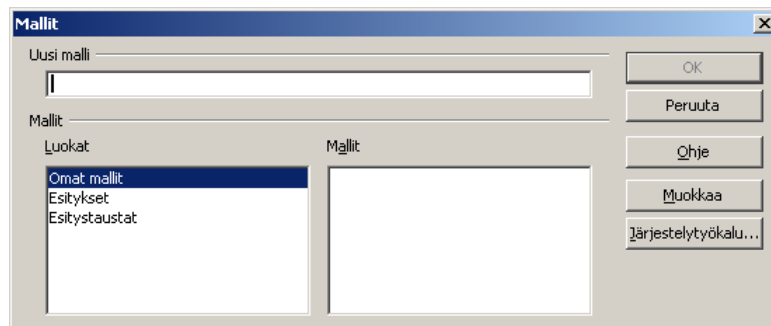 Mallit
Uusi malli
OK
Peruuta
Mallit
Luokat
Mallit
Ohje
Omat mallit
Esitykset
Esitystaustat
Muokkaa
Järjestelytyökalu...